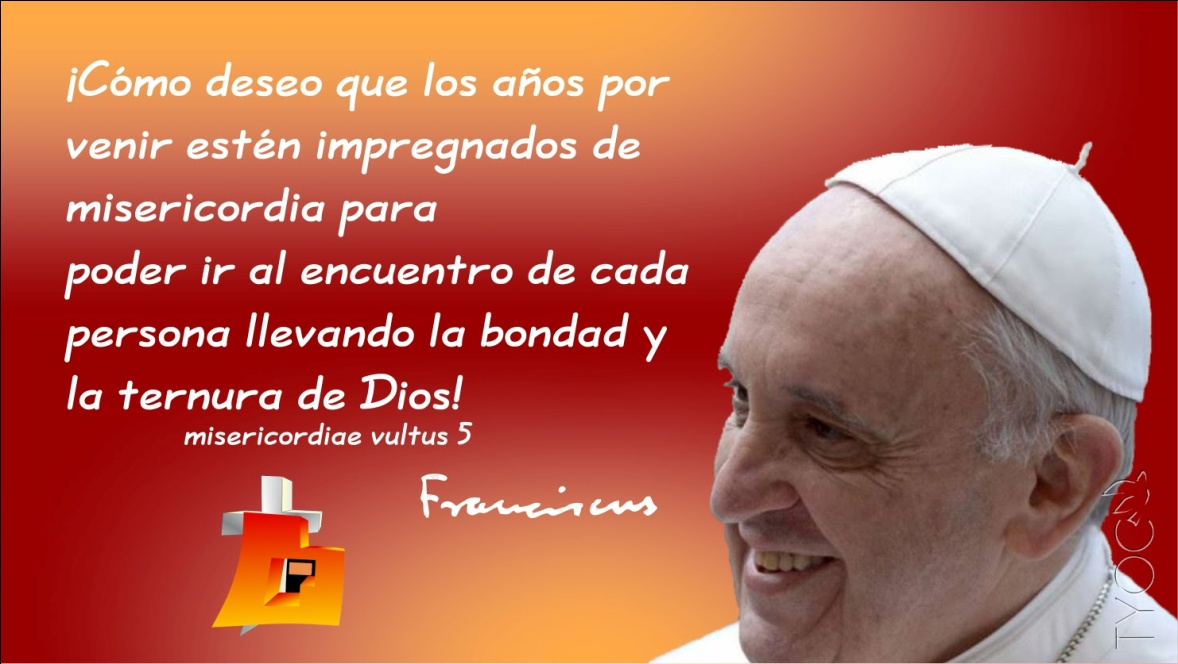 ¡Cómo deseo que los años por
venir estén impregnados de
misericordia para
poder ir al encuentro de cada
persona llevando la bondad y
la ternura de Dios!
misericordiae vultus 5
Franciscus
TYOCA